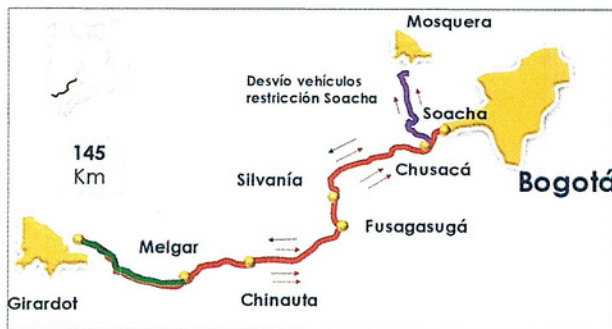 Mosquera
Desvío vehículos
restricción Soacha
Soacha
145
Km
Chusacá
Bogotá
Silvanía
Fusagasugá
Melgar
Chinauta
Girardot